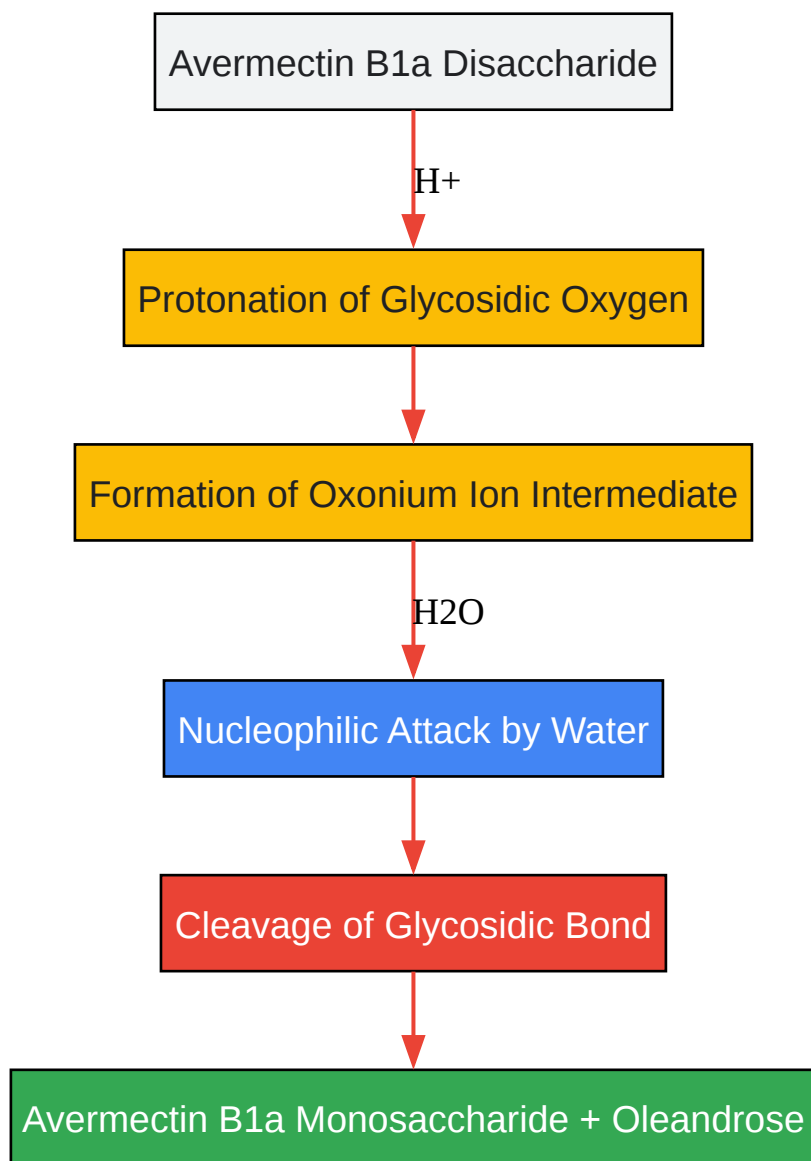 Avermectin B1a Disaccharide
H+
Protonation of Glycosidic Oxygen
Formation of Oxonium Ion Intermediate
H2O
Nucleophilic Attack by Water
Cleavage of Glycosidic Bond
Avermectin B1a Monosaccharide + Oleandrose